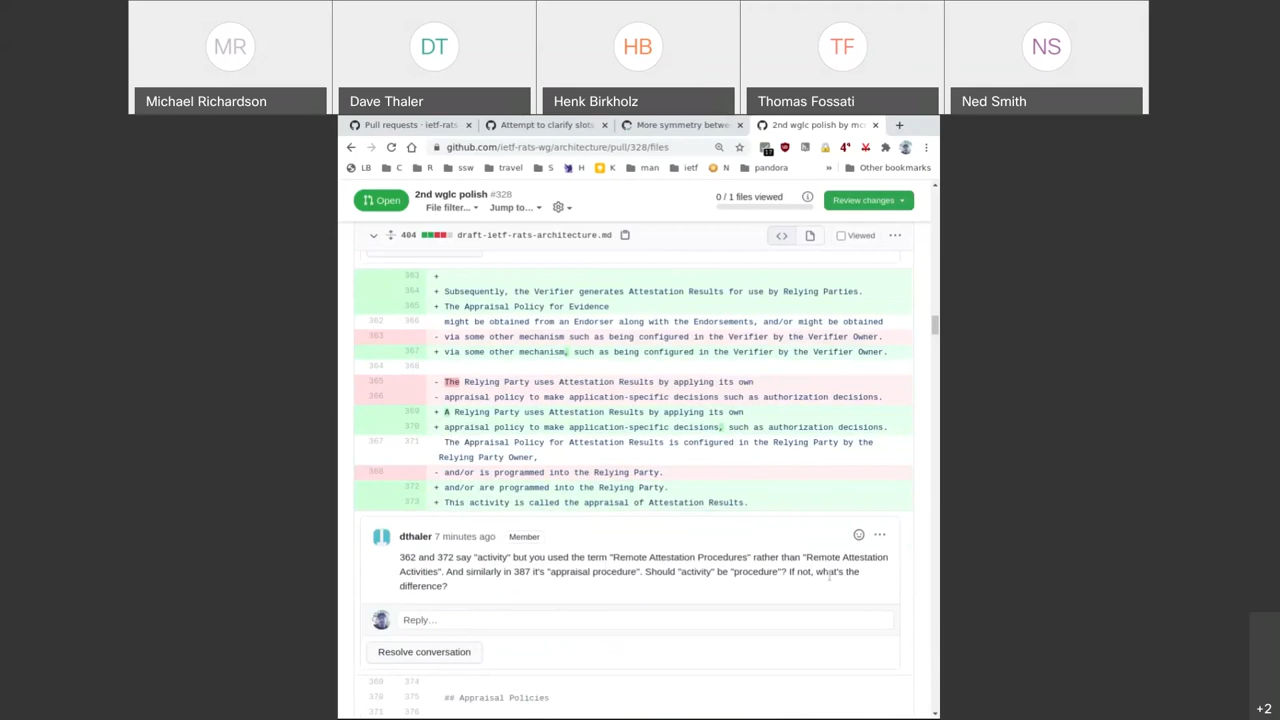 MR
DT
HB
TF
NS
Michael Richardson
Dave Thaler
Henk Birkholz
Thomas Fossati
Ned Smith
Pull requests · ietf-rats
Attempt to clarify slots
More symmetry betwe
2nd wglc polish by mcr
github.com/ietf-rats-wg/architecture/pull/328/files
17
4
LB
C
R
ssw
travel
S
H
K
man
ietf
N
pandora
»
Other bookmarks
Open
2nd wglc polish #328
File filter...
Jump to...
0 / 1 files viewed
Review changes
404
draft-ietf-rats-architecture.md
<>
Viewed
363 +
364 + Subsequently, the Verifier generates Attestation Results for use by Relying Parties.
365 + The Appraisal Policy for Evidence
362 366 might be obtained from an Endorser along with the Endorsements, and/or might be obtained
363 - via some other mechanism such as being configured in the Verifier by the Verifier Owner.
367 + via some other mechanism, such as being configured in the Verifier by the Verifier Owner.
364 368
365 - The Relying Party uses Attestation Results by applying its own
366 - appraisal policy to make application-specific decisions such as authorization decisions.
369 + A Relying Party uses Attestation Results by applying its own
370 + appraisal policy to make application-specific decisions, such as authorization decisions.
367 371 The Appraisal Policy for Attestation Results is configured in the Relying Party by the
Relying Party Owner,
368 - and/or is programmed into the Relying Party.
372 + and/or are programmed into the Relying Party.
373 + This activity is called the appraisal of Attestation Results.
dthaler 7 minutes ago Member
362 and 372 say "activity" but you used the term "Remote Attestation Procedures" rather than "Remote Attestation
Activities". And similarly in 387 it's "appraisal procedure". Should "activity" be "procedure"? If not, what's the
difference?
Reply...
Resolve conversation
369 374
370 375 ## Appraisal Policies
371 376
+2